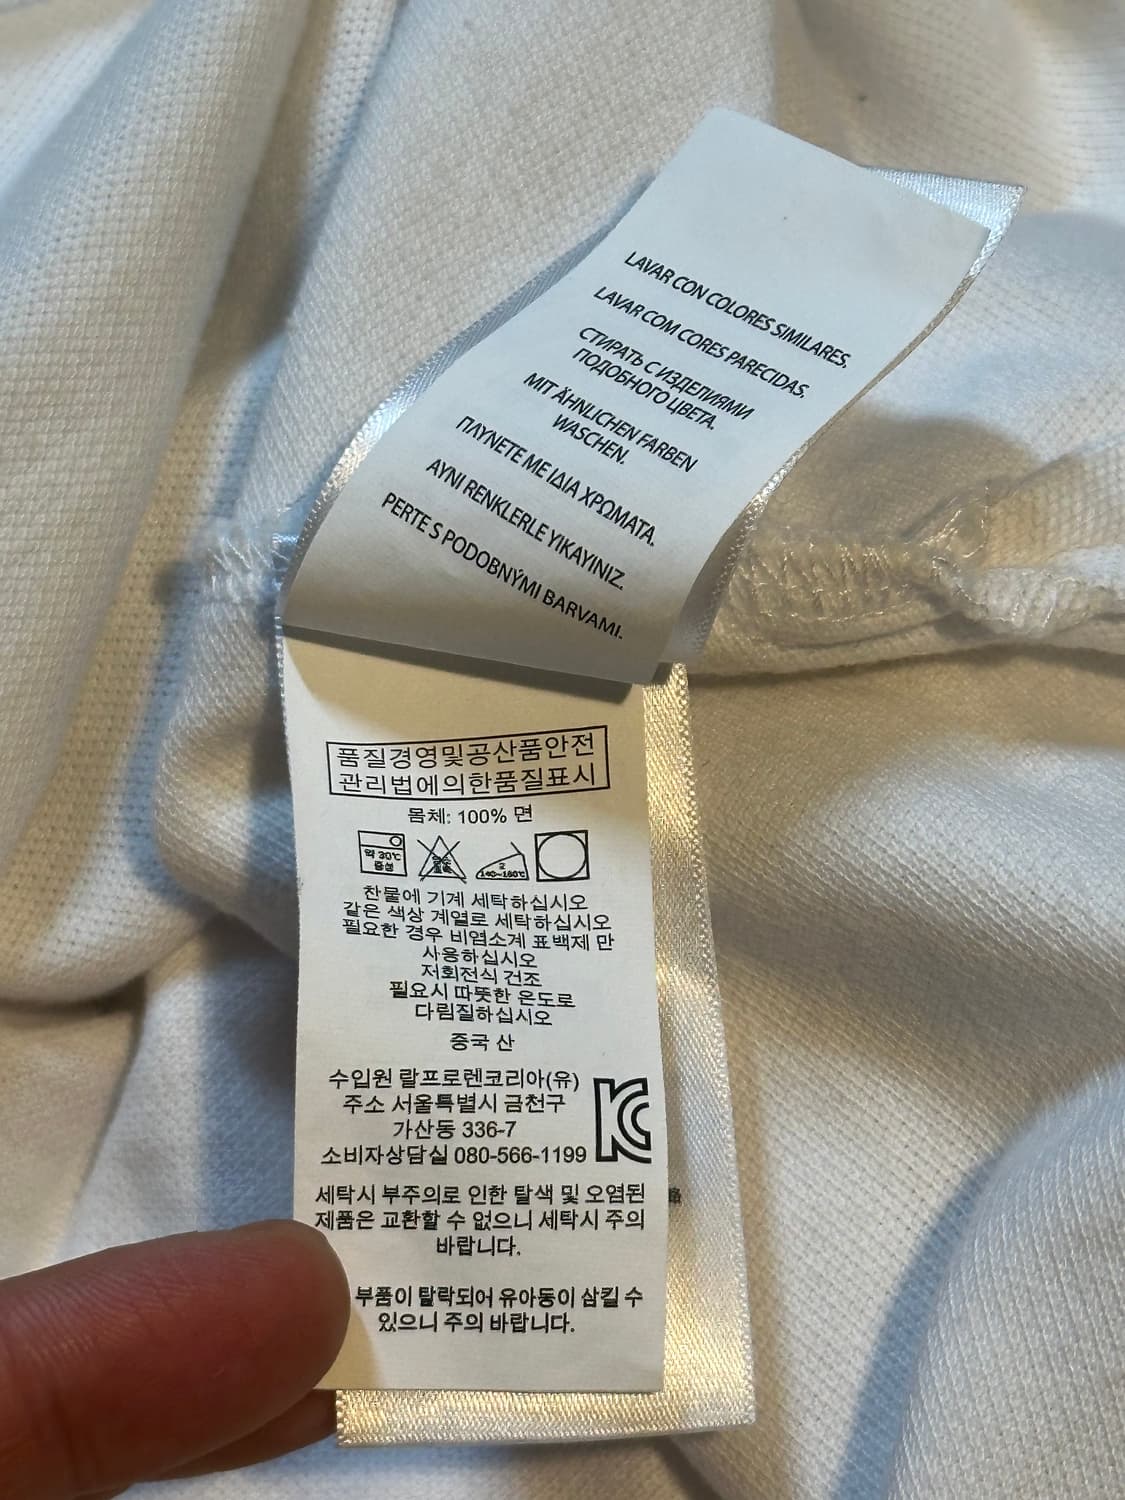 LAVAR CON COLORES SIMILARES.
LAVAR COM CORES PARECIDAS.
СТИРАТЬ С ИЗДЕЛИЯМИ
ПОДОБНОГО ЦВЕТА.
MIT ÄHNLICHEN FARBEN
WASCHEN.
ΠΛΥΝΕΤΕ ΜΕ ΙΔΙΑ ΧΡΩΜΑΤΑ.
AYNI RENKLERLE YIKAYINIZ.
PERTE S PODOBNÝMI BARVAMI.
품질경영및공산품안전
관리법에의한품질표시
몸체: 100% 면
약 30℃
중성
2
140~160℃
찬물에 기계 세탁하십시오
같은 색상 계열로 세탁하십시오
필요한 경우 비염소계 표백제 만
사용하십시오
저회전식 건조
필요시 따뜻한 온도로
다림질하십시오
중국 산
수입원 랄프로렌코리아(유)
주소 서울특별시 금천구
가산동 336-7
소비자상담실 080-566-1199
KC
세탁시 부주의로 인한 탈색 및 오염된
제품은 교환할 수 없으니 세탁시 주의
바랍니다.
부품이 탈락되어 유아동이 삼킬 수
있으니 주의 바랍니다.